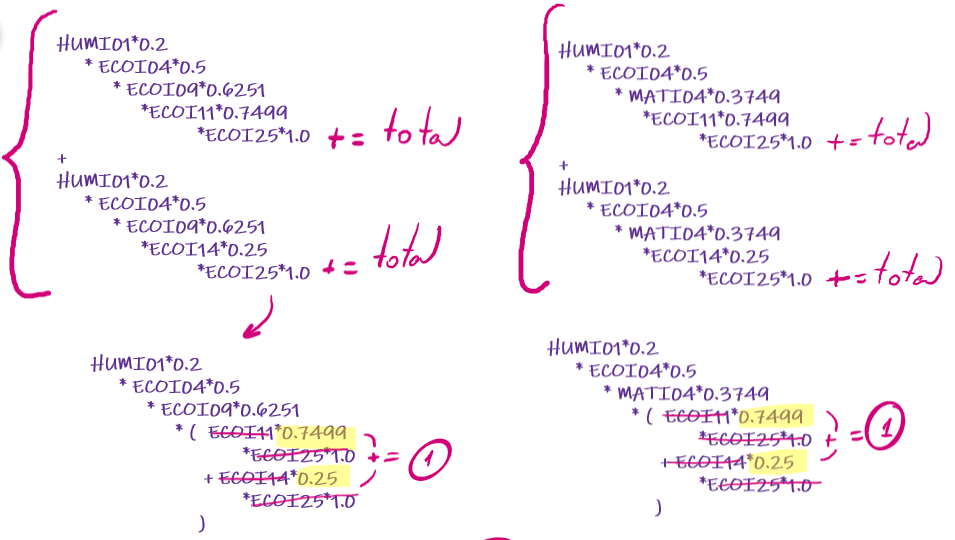 HUMI01*0.2
* ECOI04*0.5
* ECOI09*0.6251
*ECOI11*0.7499
*ECOI25*1.0 += total
+
HUMI01*0.2
* ECOI04*0.5
* ECOI09*0.6251
*ECOI14*0.25
*ECOI25*1.0 += total
HUMI01*0.2
* ECOI04*0.5
* ECOI09*0.6251
* ( ECOI11*0.7499
*ECOI25*1.0 + = 1
+ ECOI14*0.25
*ECOI25*1.0
)
HUMI01*0.2
* ECOI04*0.5
* MATI04*0.3749
*ECOI11*0.7499
*ECOI25*1.0 += total
+
HUMI01*0.2
* ECOI04*0.5
* MATI04*0.3749
*ECOI14*0.25
*ECOI25*1.0 += total
HUMI01*0.2
* ECOI04*0.5
* MATI04*0.3749
* ( ECOI11*0.7499
*ECOI25*1.0 + = 1
+ ECOI14*0.25
*ECOI25*1.0
)